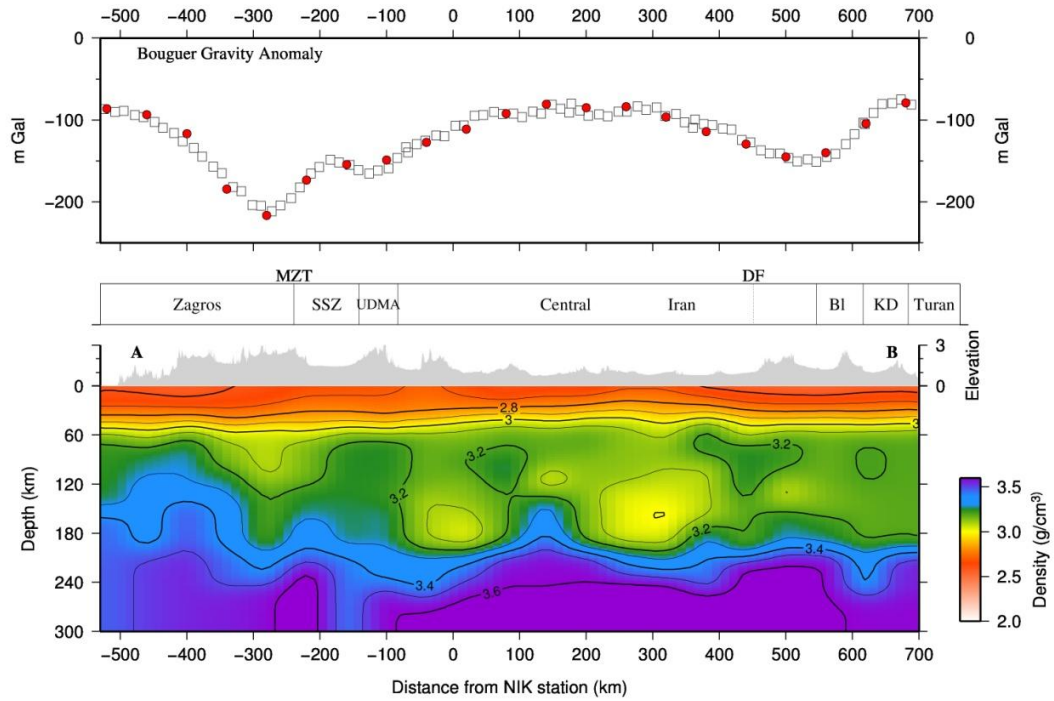 −500 −400 −300 −200 −100 0 100 200 300 400 500 600 700
0 0
Bouguer Gravity Anomaly
m Gal −100 −100 m Gal
−200 −200
MZT DF
Zagros SSZ UDMA Central Iran Bl KD Turan
A B 3
0 0 Elevation
2.8
3 3
60
3.2 3.2
120
3.2
Depth (km) 180 3.2
3.4 3.4
240
3.6
300
3.5
3.0
2.5
2.0
Density (g/cm³)
−500 −400 −300 −200 −100 0 100 200 300 400 500 600 700
Distance from NIK station (km)